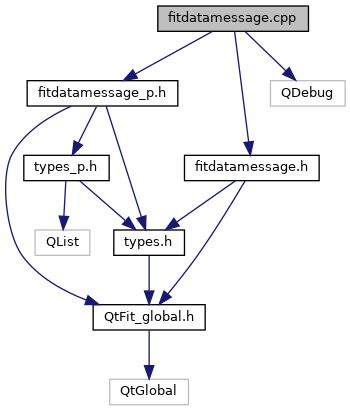 fitdatamessage.cpp
fitdatamessage_p.h
QDebug
types_p.h
fitdatamessage.h
QList
types.h
QtFit_global.h
QtGlobal